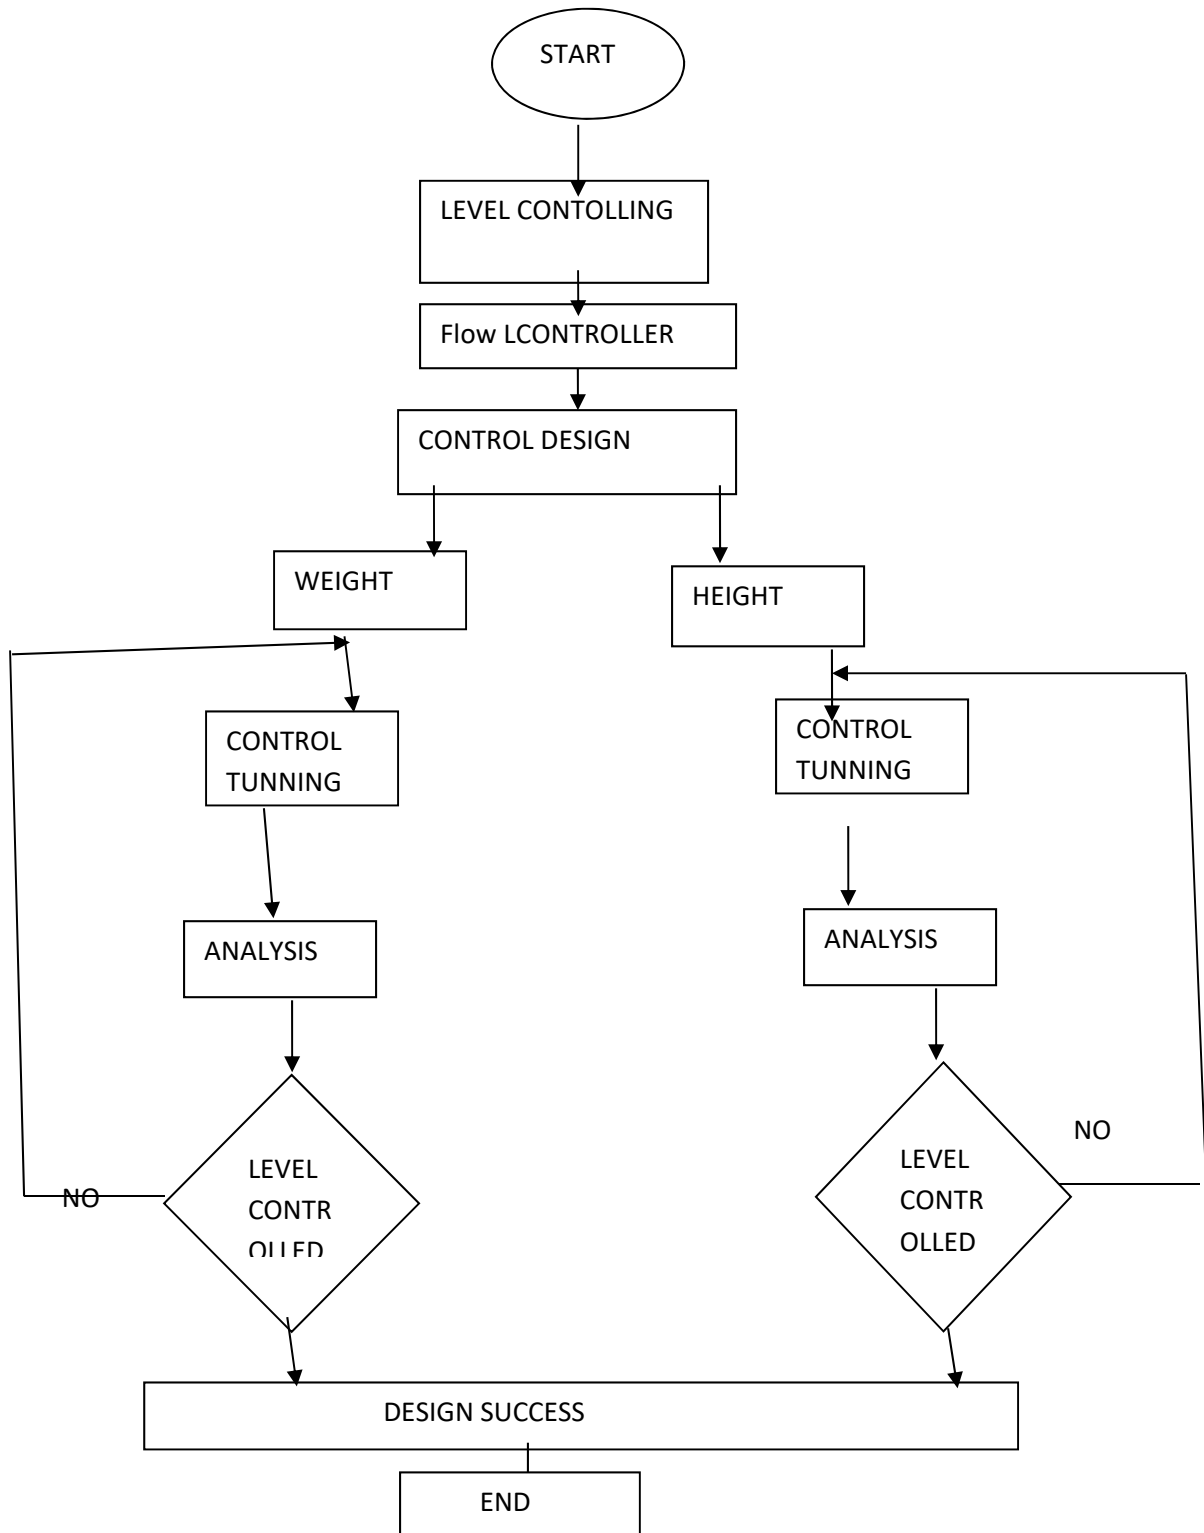 START
LEVEL CONTOLLING
Flow LCONTROLLER
CONTROL DESIGN
WEIGHT
HEIGHT
CONTROL
TUNNING
CONTROL
TUNNING
ANALYSIS
ANALYSIS
NO
LEVEL
CONTR
OLLED
NO
LEVEL
CONTR
OLLED
DESIGN SUCCESS
END